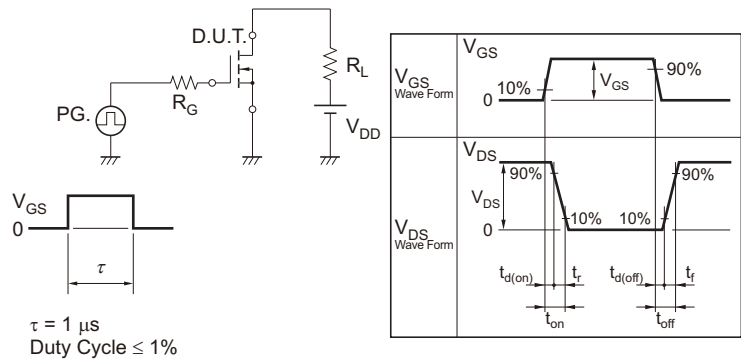 D.U.T.
R_L
R_G
PG.
V_DD
V_GS
0
τ
τ = 1 μs
Duty Cycle ≤ 1%
V_GS
Wave Form
V_GS
10%
V_GS
90%
0
V_DS
Wave Form
V_DS
90%
90%
V_DS
10%
10%
0
t_d(on)
t_r
t_d(off)
t_f
t_on
t_off